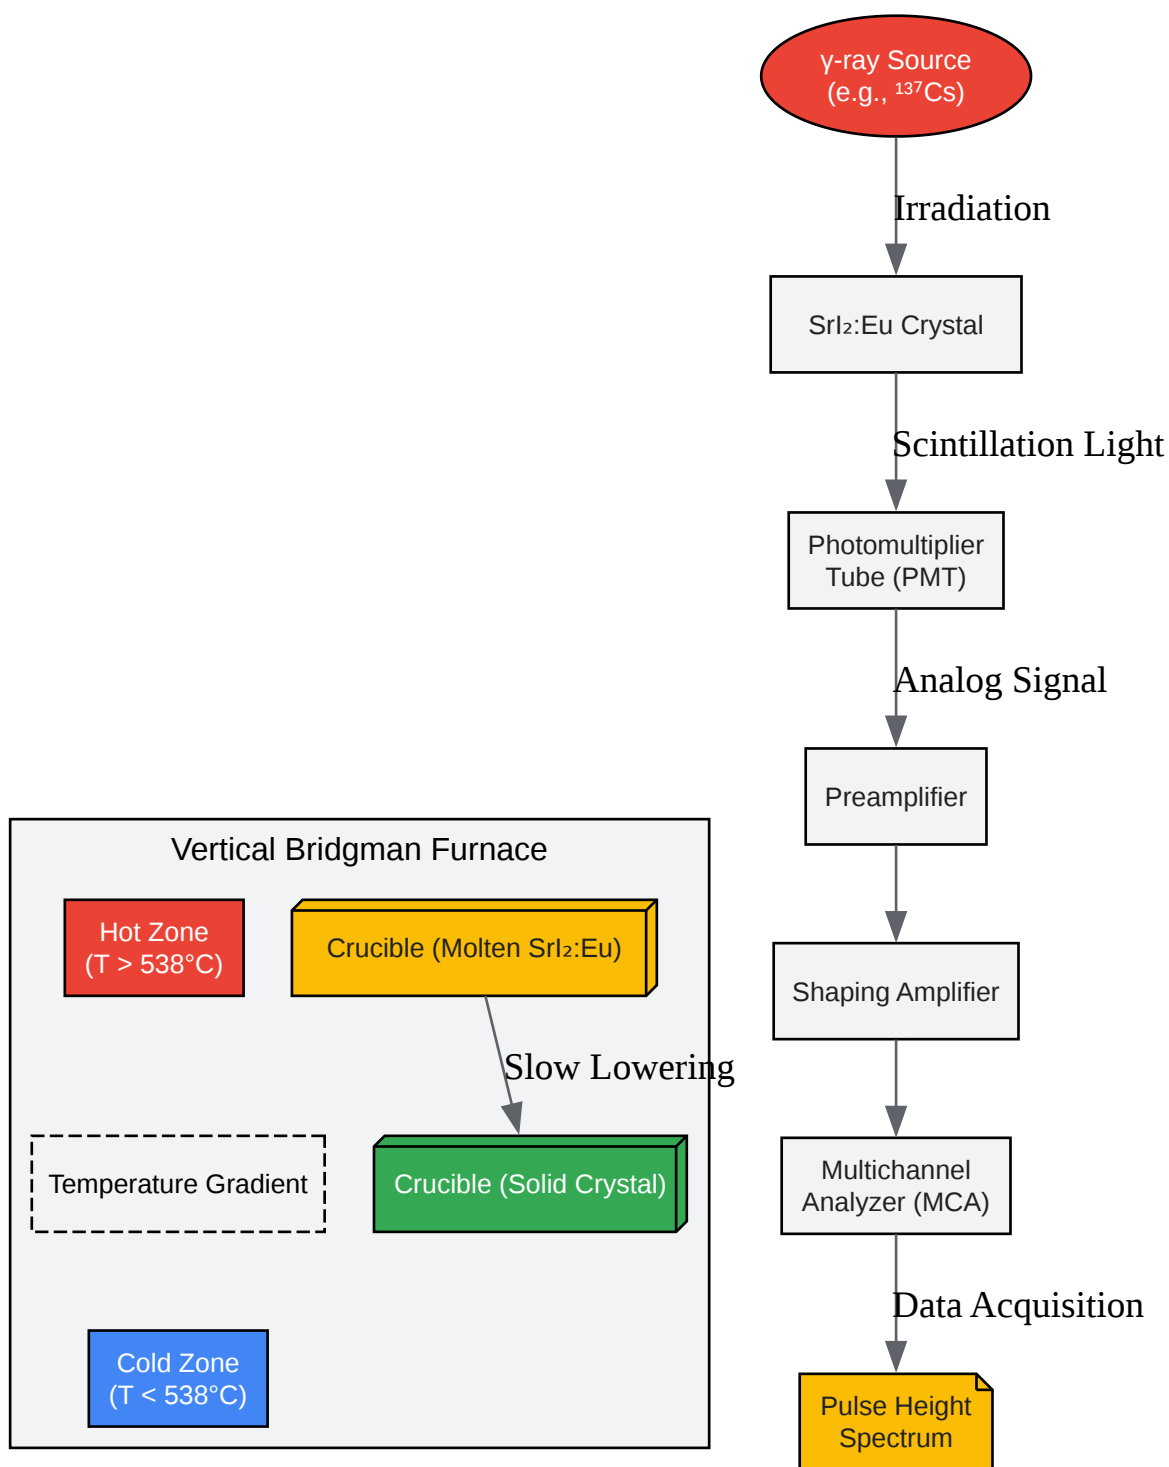 γ-ray Source
(e.g., ¹³⁷Cs)
Irradiation
SrI₂:Eu Crystal
Scintillation Light
Photomultiplier
Tube (PMT)
Analog Signal
Preamplifier
Shaping Amplifier
Multichannel
Analyzer (MCA)
Data Acquisition
Pulse Height
Spectrum
Vertical Bridgman Furnace
Hot Zone
(T > 538°C)
Crucible (Molten SrI₂:Eu)
Slow Lowering
Temperature Gradient
Crucible (Solid Crystal)
Cold Zone
(T < 538°C)